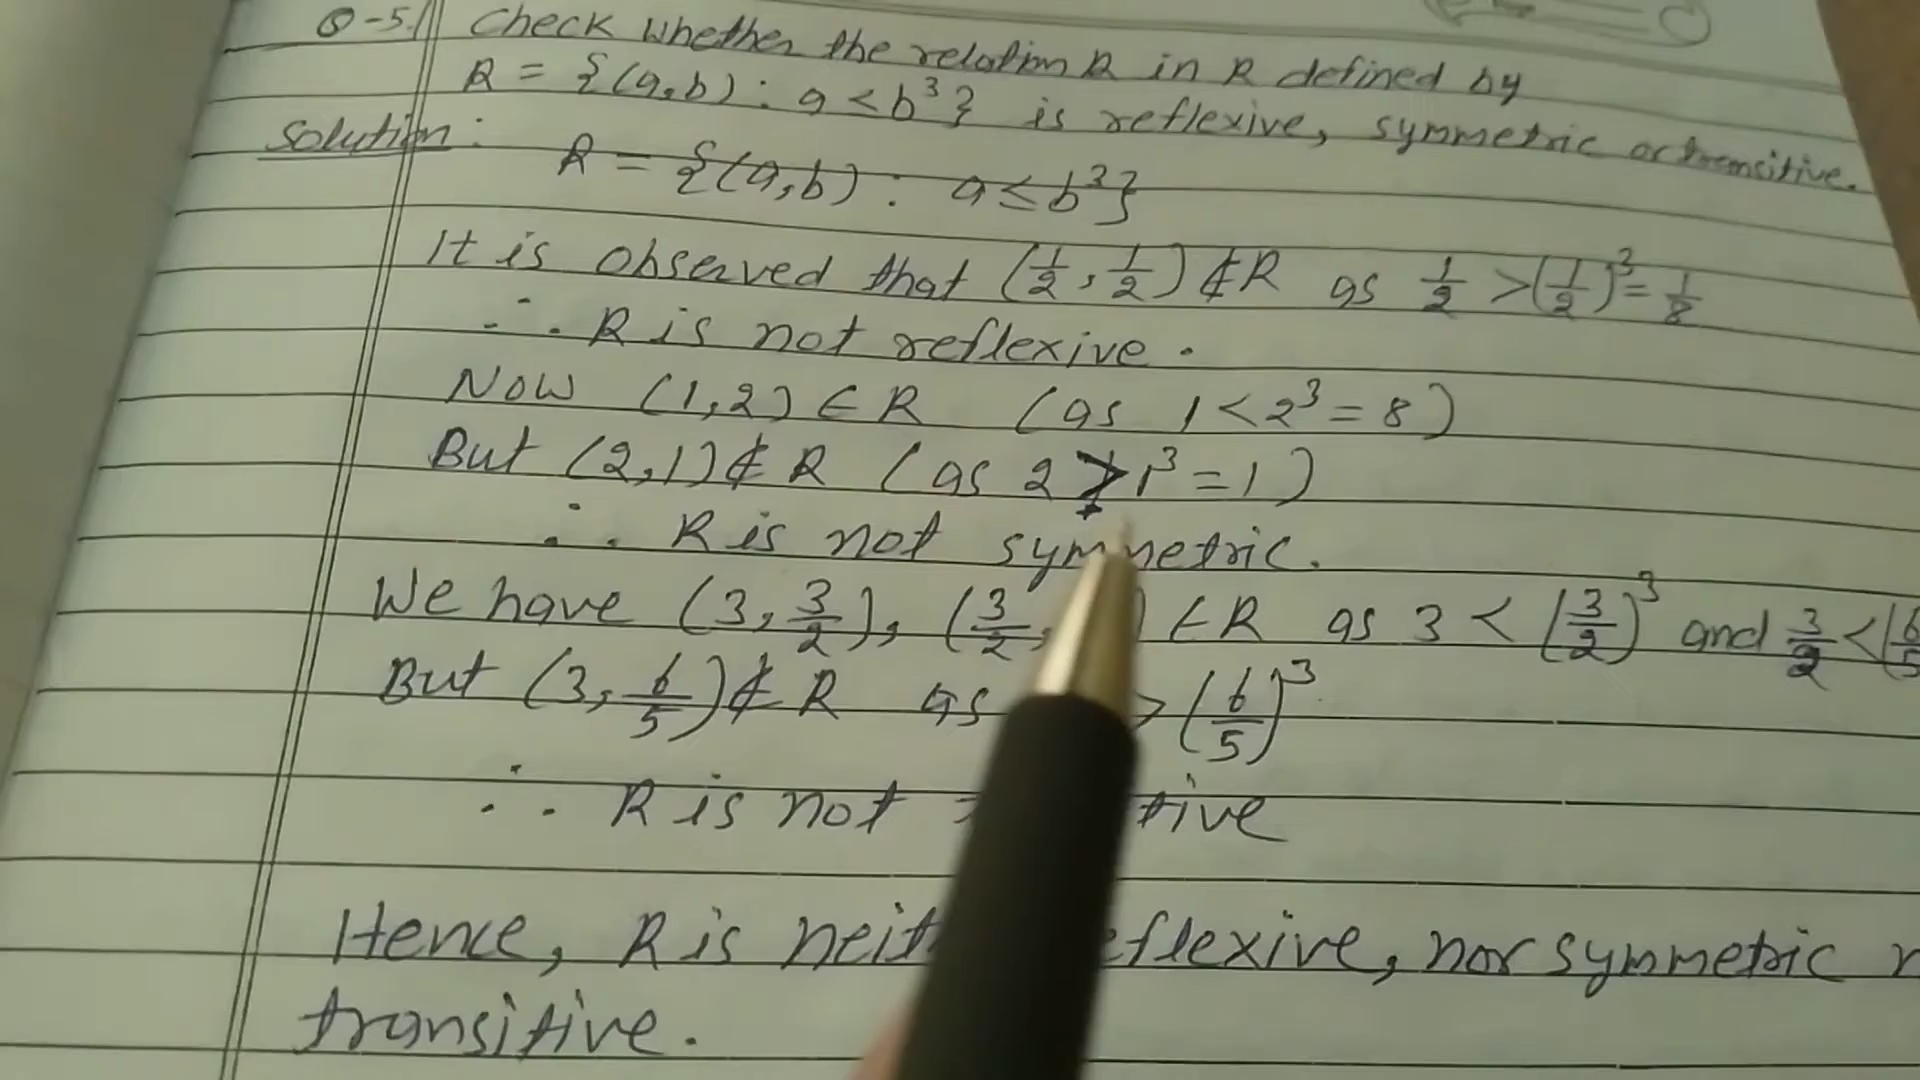 Q-5. Check whether the relation R in R defined by
R = {(a,b) : a < b³} is reflexive, symmetric or transitive.
Solution:
R = {(a,b) : a ≤ b³}
It is observed that (1/2, 1/2) ∉ R as 1/2 > (1/2)³ = 1/8
∴ R is not reflexive.
Now (1,2) ∈ R (as 1 < 2³ = 8)
But (2,1) ∉ R (as 2 > 1³ = 1)
∴ R is not symmetric.
We have (3, 3/2), (3/2, ) ∈ R as 3 < (3/2)³ and 3/2 < (6/5
But (3, 6/5) ∉ R as > (6/5)³
∴ R is not
Hence, R is reflexive, nor symmetric
transitive.